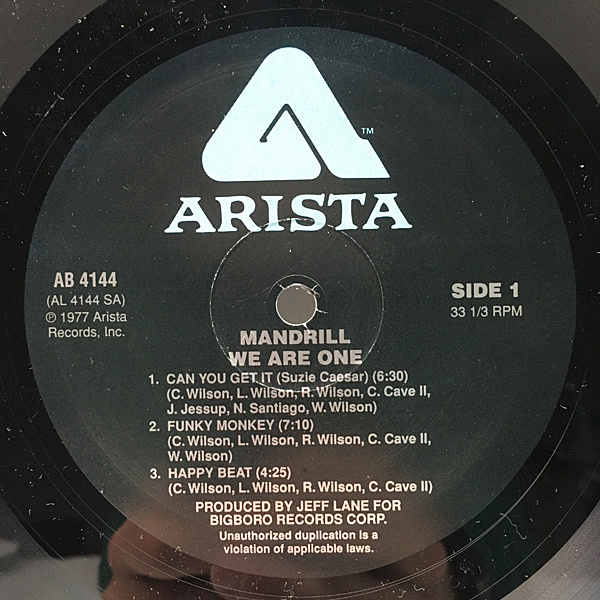 ™
ARISTA
AB 4144
(AL 4144 SA)
℗ 1977 Arista
Records, Inc.
SIDE 1
33 1/3 RPM
MANDRILL
WE ARE ONE
1. CAN YOU GET IT (Suzie Caesar) (6:30)
(C. Wilson, L. Wilson, R. Wilson, C. Cave II,
J. Jessup, N. Santiago, W. Wilson)
2. FUNKY MONKEY (7:10)
(C. Wilson, L. Wilson, R. Wilson, C. Cave II,
W. Wilson)
3. HAPPY BEAT (4:25)
(C. Wilson, L. Wilson, R. Wilson, C. Cave II)
PRODUCED BY JEFF LANE FOR
BIGBORO RECORDS CORP.
Unauthorized duplication is a
violation of applicable laws.